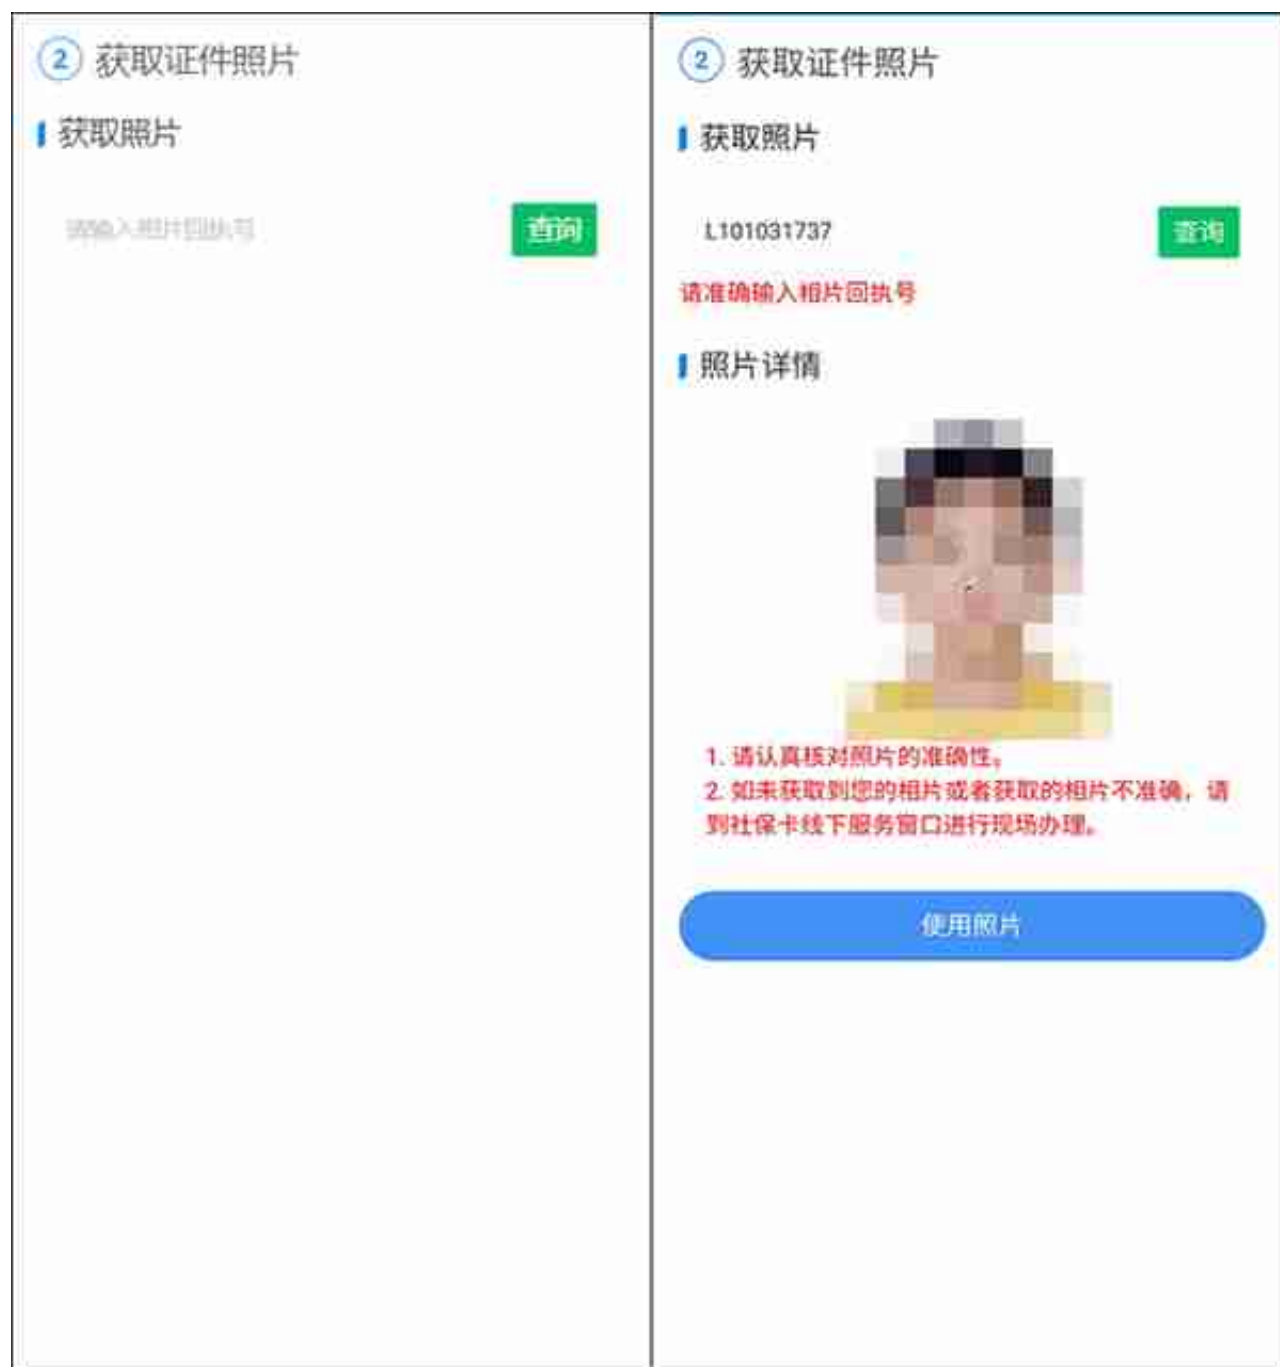 2 获取证件照片
获取照片
请输入相片回执号
查询
2 获取证件照片
获取照片
L101031737
查询
请准确输入相片回执号
照片详情
1. 请认真核对照片的准确性。
2. 如未获取到您的相片或者获取的相片不准确，请
到社保卡线下服务窗口进行现场办理。
使用照片